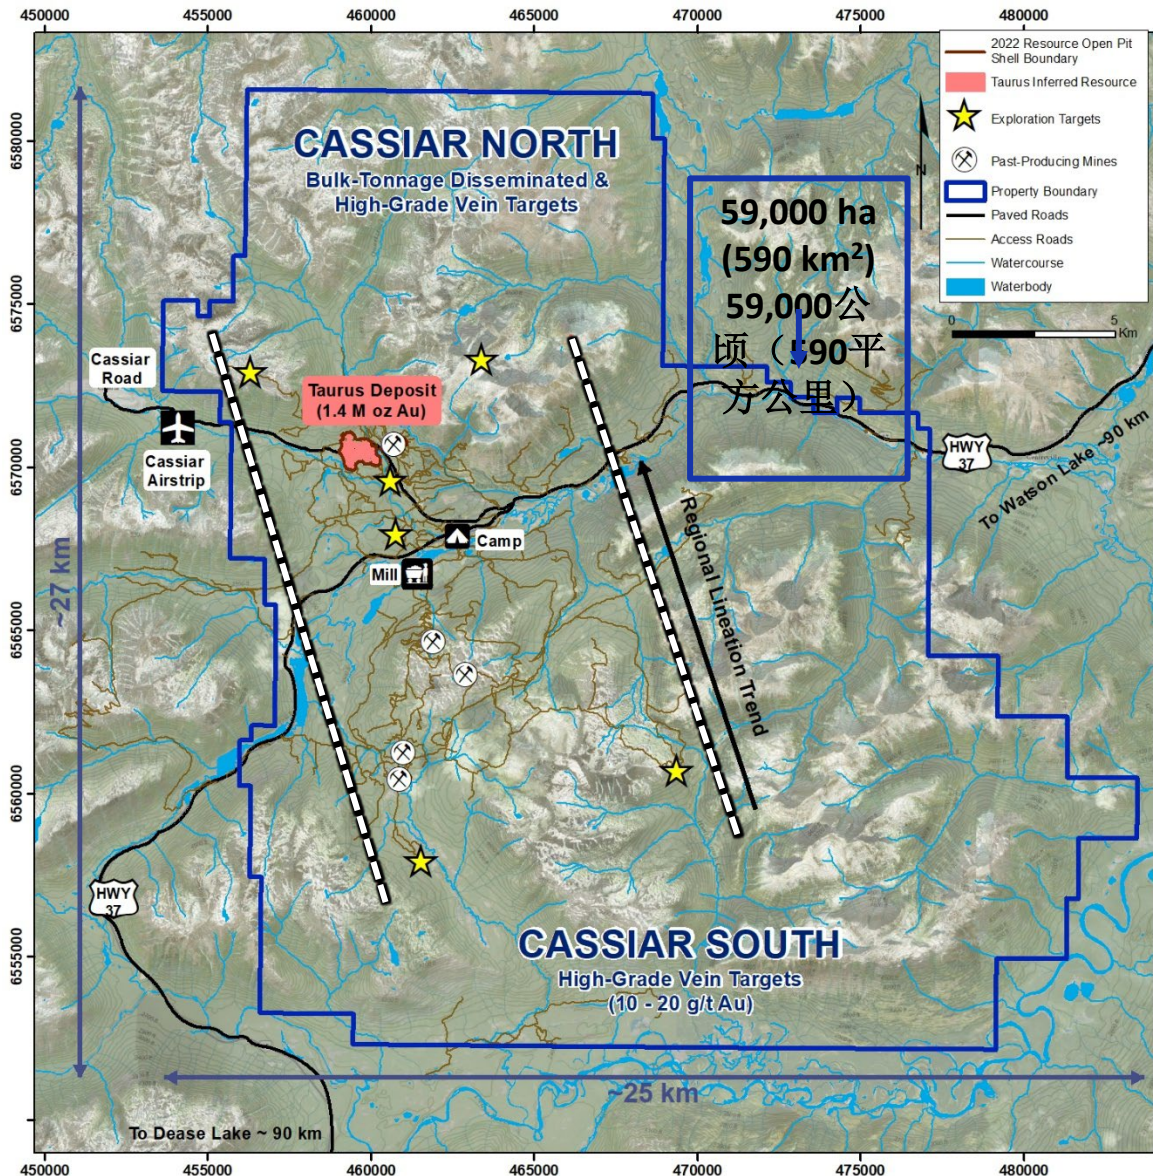 450000 455000 460000 465000 470000 475000 480000
2022 Resource Open Pit
Shell Boundary
Taurus Inferred Resource
Exploration Targets
Past-Producing Mines
Property Boundary
Paved Roads
Access Roads
Watercourse
Waterbody
0 5
Km
N
6580000
6575000
6570000
6565000
6560000
6555000
CASSIAR NORTH
Bulk-Tonnage Disseminated &
High-Grade Vein Targets
59,000 ha
(590 km²)
59,000公
顷（590平
方公里）
Cassiar
Road
Taurus Deposit
(1.4 M oz Au)
Cassiar
Airstrip
HWY
37
To Watson Lake ~90 km
Camp
Mill
Regional Lineation Trend
~27 km
HWY
37
CASSIAR SOUTH
High-Grade Vein Targets
(10 - 20 g/t Au)
~25 km
To Dease Lake ~ 90 km
450000 455000 460000 465000 470000 475000 480000